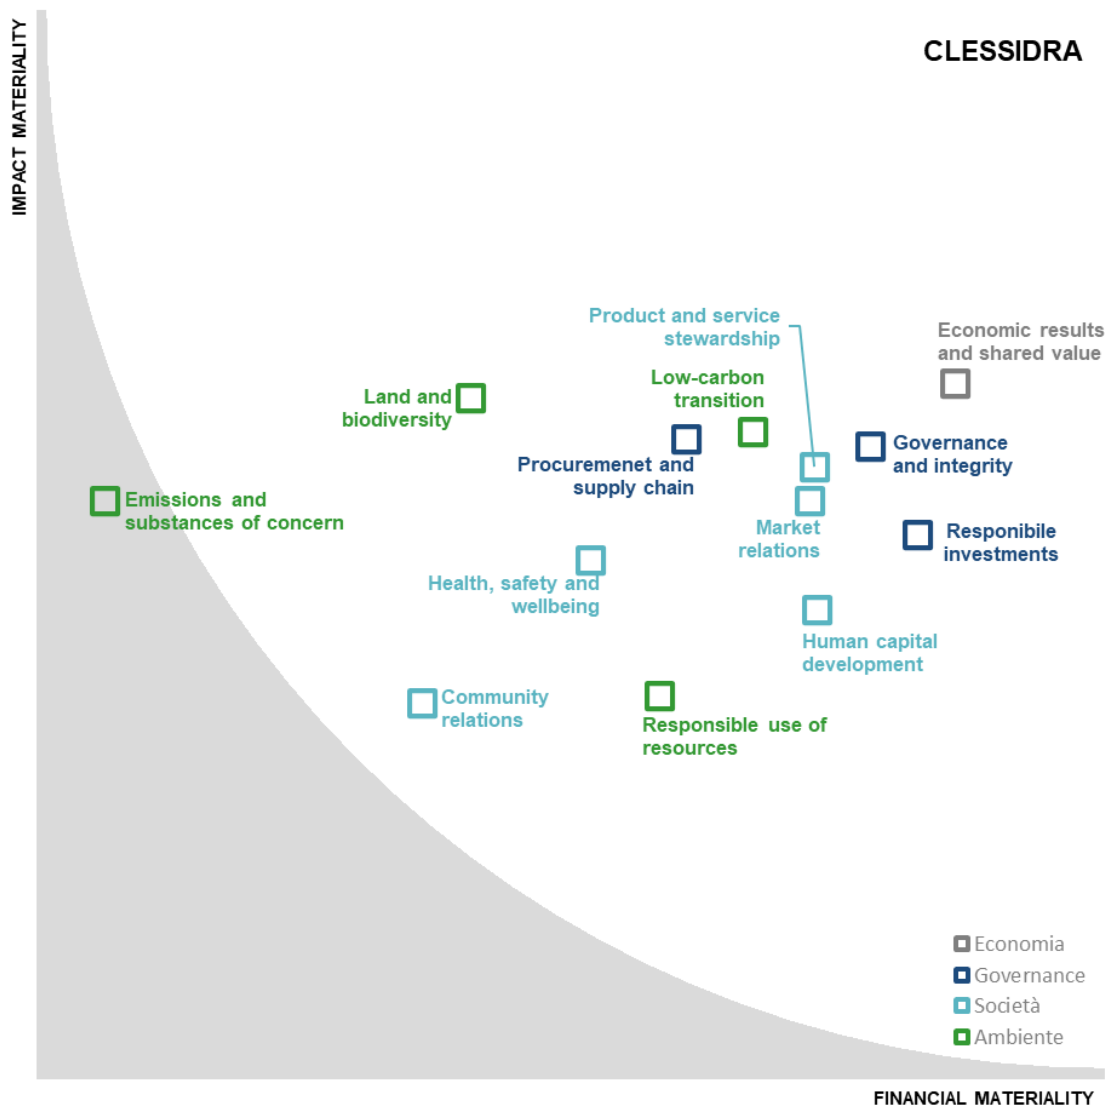 IMPACT MATERIALITY
CLESSIDRA
Product and service
stewardship
Economic results
and shared value
Low-carbon
transition
Land and
biodiversity
Governance
and integrity
Procuremenet and
supply chain
Emissions and
substances of concern
Market
relations
Responibile
investments
Health, safety and
wellbeing
Human capital
development
Community
relations
Responsible use of
resources
Economia
Governance
Società
Ambiente
FINANCIAL MATERIALITY